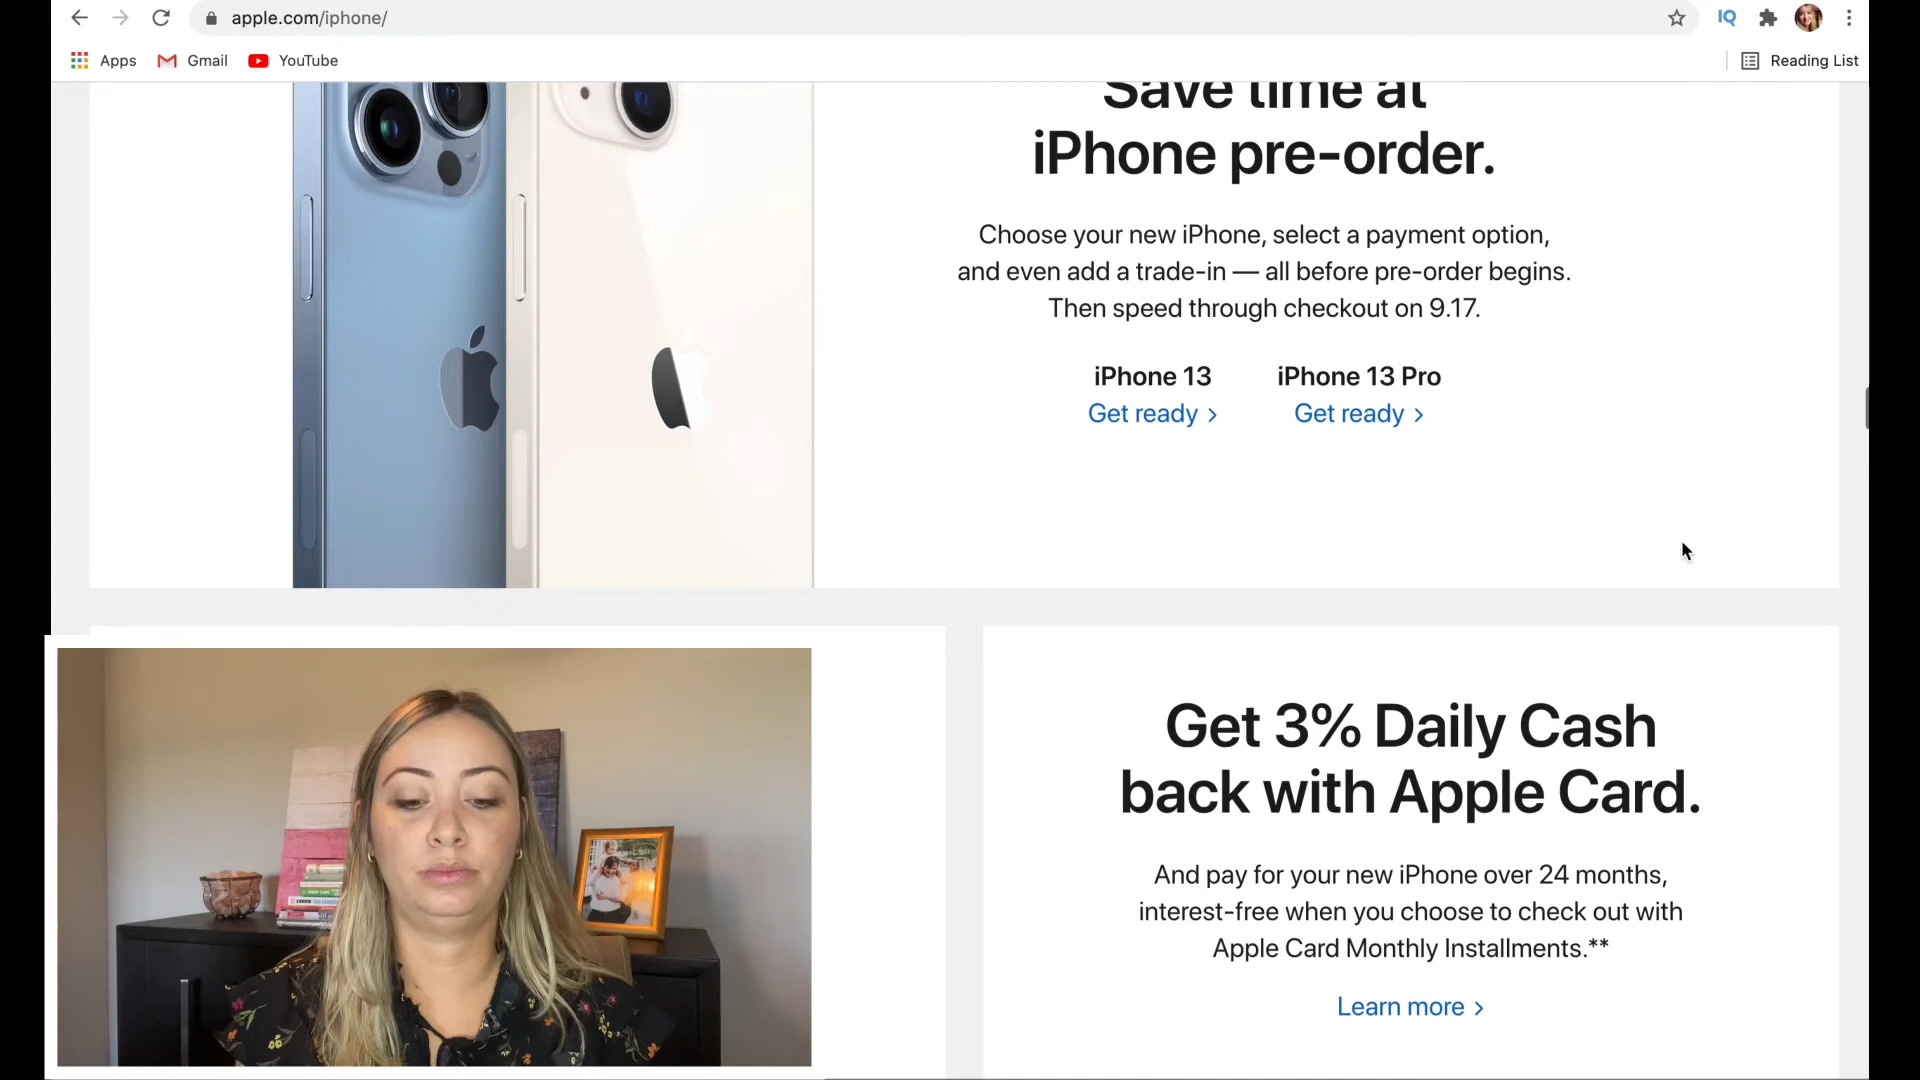 apple.com/iphone/
IQ
Apps
Gmail
YouTube
Reading List
Save time at
iPhone pre-order.
Choose your new iPhone, select a payment option,
and even add a trade-in — all before pre-order begins.
Then speed through checkout on 9.17.
iPhone 13
Get ready >
iPhone 13 Pro
Get ready >
Get 3% Daily Cash
back with Apple Card.
And pay for your new iPhone over 24 months,
interest-free when you choose to check out with
Apple Card Monthly Installments.**
Learn more >